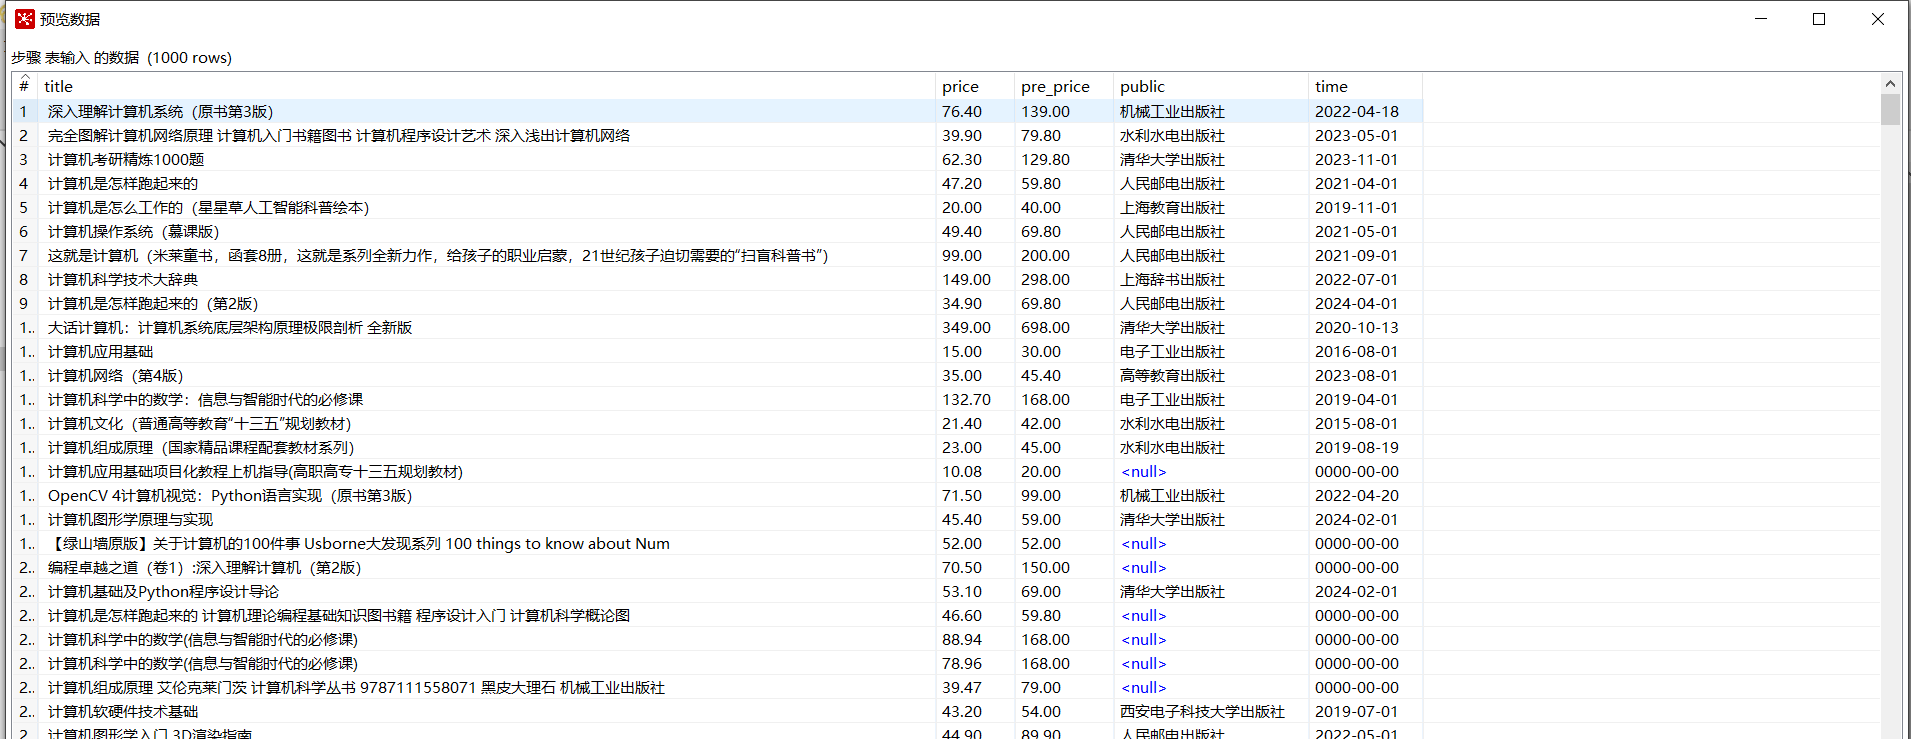 预览数据
步骤 表输入 的数据 (1000 rows)
# title price pre_price public time
1 深入理解计算机系统（原书第3版） 76.40 139.00 机械工业出版社 2022-04-18
2 完全图解计算机网络原理 计算机入门书籍图书 计算机程序设计艺术 深入浅出计算机网络 39.90 79.80 水利水电出版社 2023-05-01
3 计算机考研精炼1000题 62.30 129.80 清华大学出版社 2023-11-01
4 计算机是怎样跑起来的 47.20 59.80 人民邮电出版社 2021-04-01
5 计算机是怎么工作的（星星草人工智能科普绘本） 20.00 40.00 上海教育出版社 2019-11-01
6 计算机操作系统（慕课版） 49.40 69.80 人民邮电出版社 2021-05-01
7 这就是计算机（米莱童书，函套8册，这就是系列全新力作，给孩子的职业启蒙，21世纪孩子迫切需要的“扫盲科普书”） 99.00 200.00 人民邮电出版社 2021-09-01
8 计算机科学技术大辞典 149.00 298.00 上海辞书出版社 2022-07-01
9 计算机是怎样跑起来的（第2版） 34.90 69.80 人民邮电出版社 2024-04-01
1.. 大话计算机：计算机系统底层架构原理极限剖析 全新版 349.00 698.00 清华大学出版社 2020-10-13
1.. 计算机应用基础 15.00 30.00 电子工业出版社 2016-08-01
1.. 计算机网络（第4版） 35.00 45.40 高等教育出版社 2023-08-01
1.. 计算机科学中的数学：信息与智能时代的必修课 132.70 168.00 电子工业出版社 2019-04-01
1.. 计算机文化（普通高等教育“十三五”规划教材） 21.40 42.00 水利水电出版社 2015-08-01
1.. 计算机组成原理（国家精品课程配套教材系列） 23.00 45.00 水利水电出版社 2019-08-19
1.. 计算机应用基础项目化教程上机指导(高职高专十三五规划教材) 10.08 20.00 <null> 0000-00-00
1.. OpenCV 4计算机视觉：Python语言实现（原书第3版） 71.50 99.00 机械工业出版社 2022-04-20
1.. 计算机图形学原理与实现 45.40 59.00 清华大学出版社 2024-02-01
1.. 【绿山墙原版】关于计算机的100件事 Usborne大发现系列 100 things to know about Num 52.00 52.00 <null> 0000-00-00
2.. 编程卓越之道（卷1）:深入理解计算机（第2版） 70.50 150.00 <null> 0000-00-00
2.. 计算机基础及Python程序设计导论 53.10 69.00 清华大学出版社 2024-02-01
2.. 计算机是怎样跑起来的 计算机理论编程基础知识图书籍 程序设计入门 计算机科学概论图 46.60 59.80 <null> 0000-00-00
2.. 计算机科学中的数学(信息与智能时代的必修课) 88.94 168.00 <null> 0000-00-00
2.. 计算机科学中的数学(信息与智能时代的必修课) 78.96 168.00 <null> 0000-00-00
2.. 计算机组成原理 艾伦克莱门茨 计算机科学丛书 9787111558071 黑皮大理石 机械工业出版社 39.47 79.00 <null> 0000-00-00
2.. 计算机软硬件技术基础 43.20 54.00 西安电子科技大学出版社 2019-07-01
2.. 计算机图形学入门 3D渲染指南 44.90 89.90 人民邮电出版社 2022-05-01